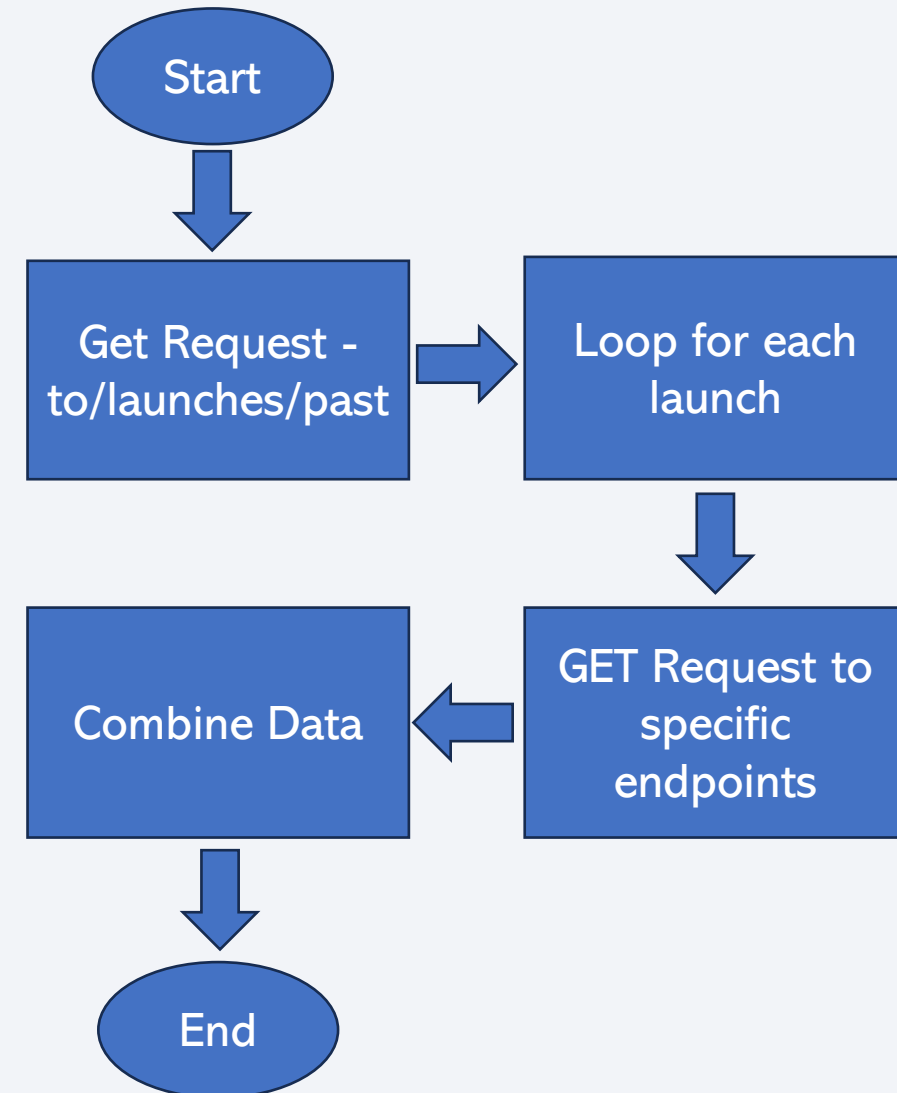 Start
Get Request -
to/launches/past
Loop for each
launch
GET Request to
specific
endpoints
Combine Data
End